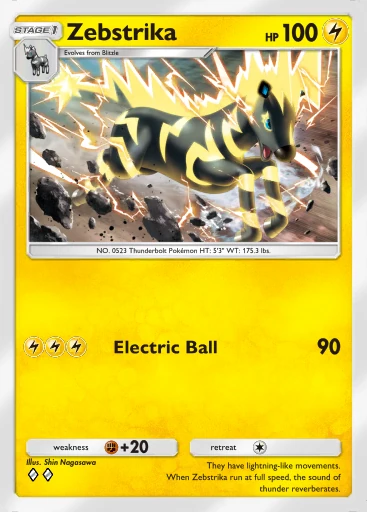 STAGE 1
Zebstrika
HP 100
Evolves from Blitzle
NO. 0523 Thunderbolt Pokémon HT: 5'3" WT: 175.3 lbs.
Electric Ball 90
weakness +20 retreat
Illus. Shin Nagasawa
They have lightning-like movements.
When Zebstrika run at full speed, the sound of
thunder reverberates.